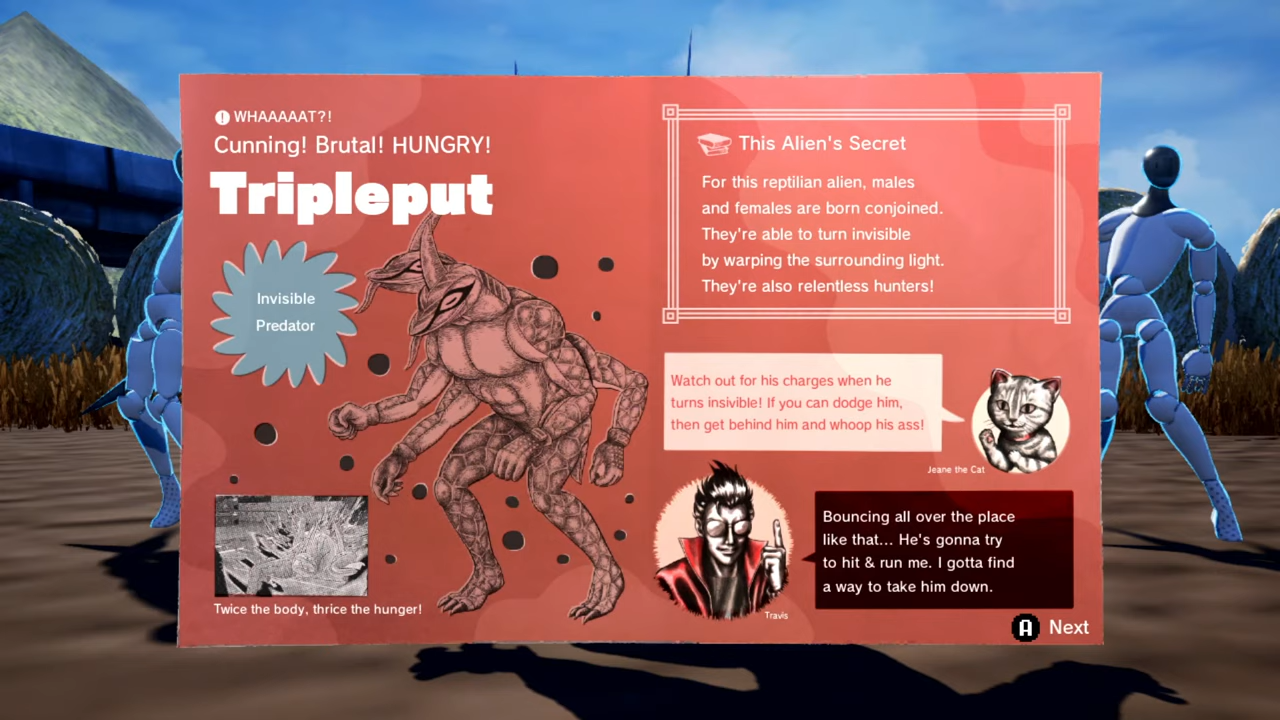 WHAAAAAT?!
Cunning! Brutal! HUNGRY!
Tripleput
Invisible
Predator
Twice the body, thrice the hunger!
This Alien's Secret
For this reptilian alien, males
and females are born conjoined.
They're able to turn invisible
by warping the surrounding light.
They're also relentless hunters!
Watch out for his charges when he
turns insivible! If you can dodge him,
then get behind him and whoop his ass!
Jeane the Cat
Bouncing all over the place
like that... He's gonna try
to hit & run me. I gotta find
a way to take him down.
Travis
A Next